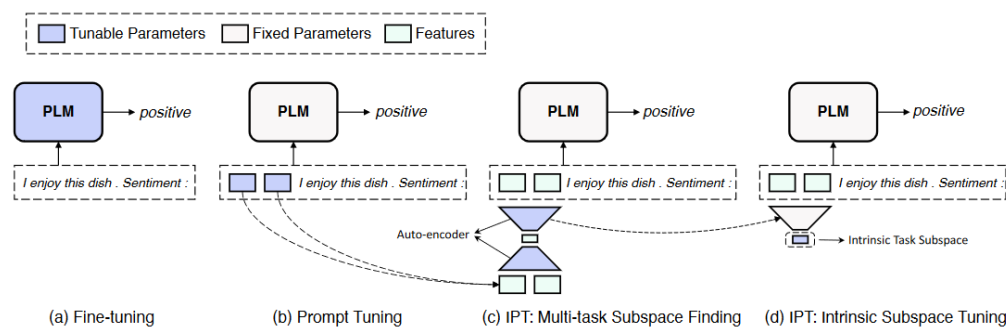 Tunable Parameters Fixed Parameters Features
PLM positive PLM positive PLM positive PLM positive
I enjoy this dish . Sentiment : I enjoy this dish . Sentiment : I enjoy this dish . Sentiment : I enjoy this dish . Sentiment :
Auto-encoder Intrinsic Task Subspace
(a) Fine-tuning (b) Prompt Tuning (c) IPT: Multi-task Subspace Finding (d) IPT: Intrinsic Subspace Tuning